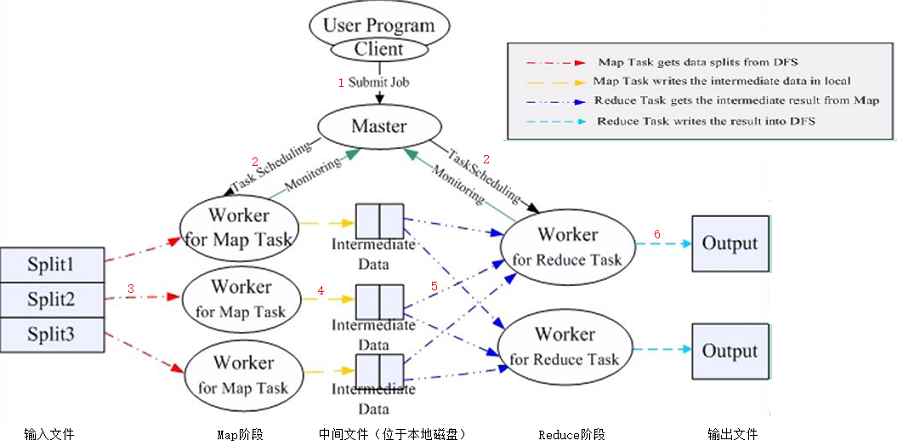 User Program
Client
1 Submit Job
Master
Map Task gets data splits from DFS
Map Task writes the intermediate data in local
Reduce Task gets the intermediate result from Map
Reduce Task writes the result into DFS
2
Task Scheduling
Monitoring
2
TaskScheduling
Monitoring
Worker
for Map Task
Intermediate
Data
Worker
for Reduce Task
6
Output
Split1
Split2
Split3
3
Worker
for Map Task
4
Intermediate
Data
5
Worker
for Map Task
Intermediate
Data
Worker
for Reduce Task
Output
输入文件
Map阶段
中间文件（位于本地磁盘）
Reduce阶段
输出文件